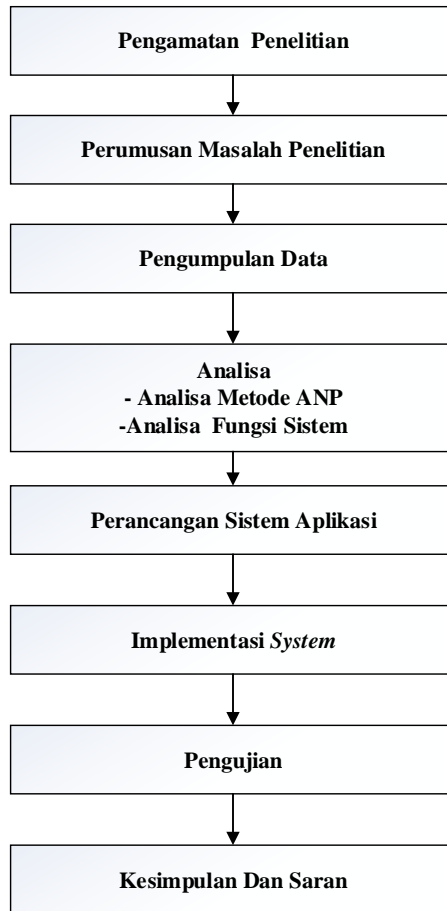 Pengamatan Penelitian
Perumusan Masalah Penelitian
Pengumpulan Data
Analisa
- Analisa Metode ANP
-Analisa Fungsi Sistem
Perancangan Sistem Aplikasi
Implementasi System
Pengujian
Kesimpulan Dan Saran